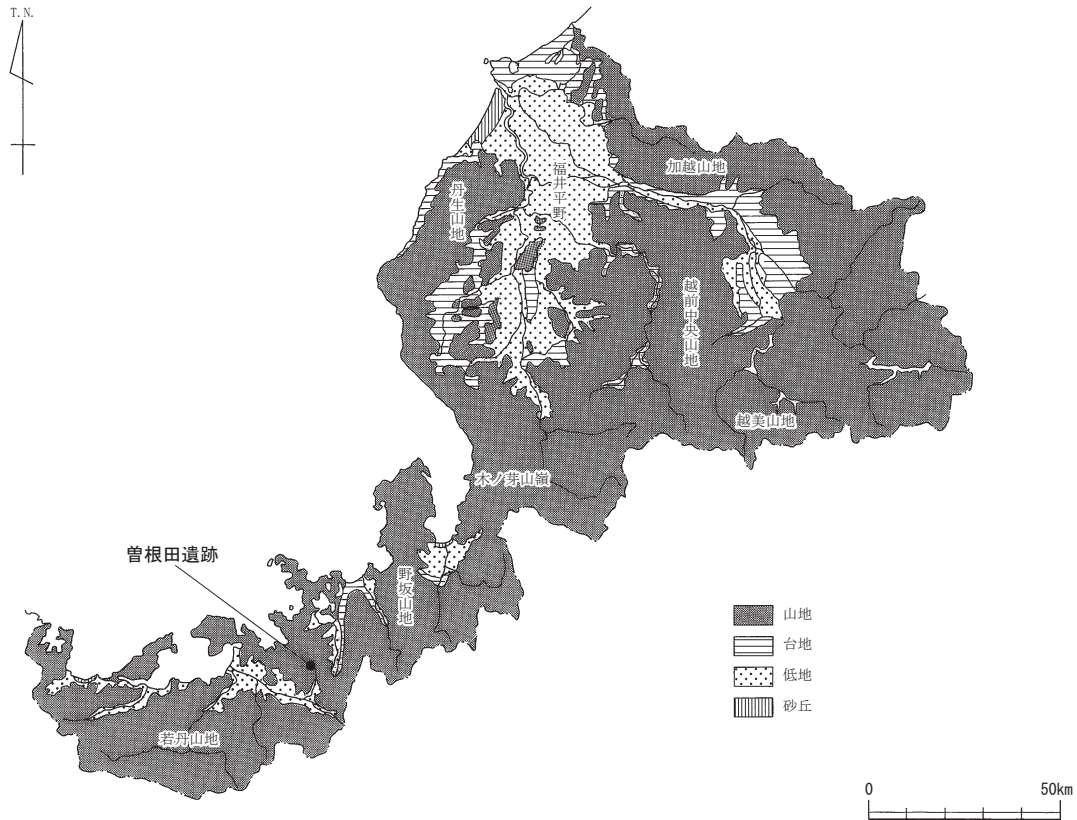 T.N.
加越山地
福井平野
丹生山地
越前中央山地
越美山地
木ノ芽山嶺
曽根田遺跡
野坂山地
若丹山地
山地
台地
低地
砂丘
0 50km